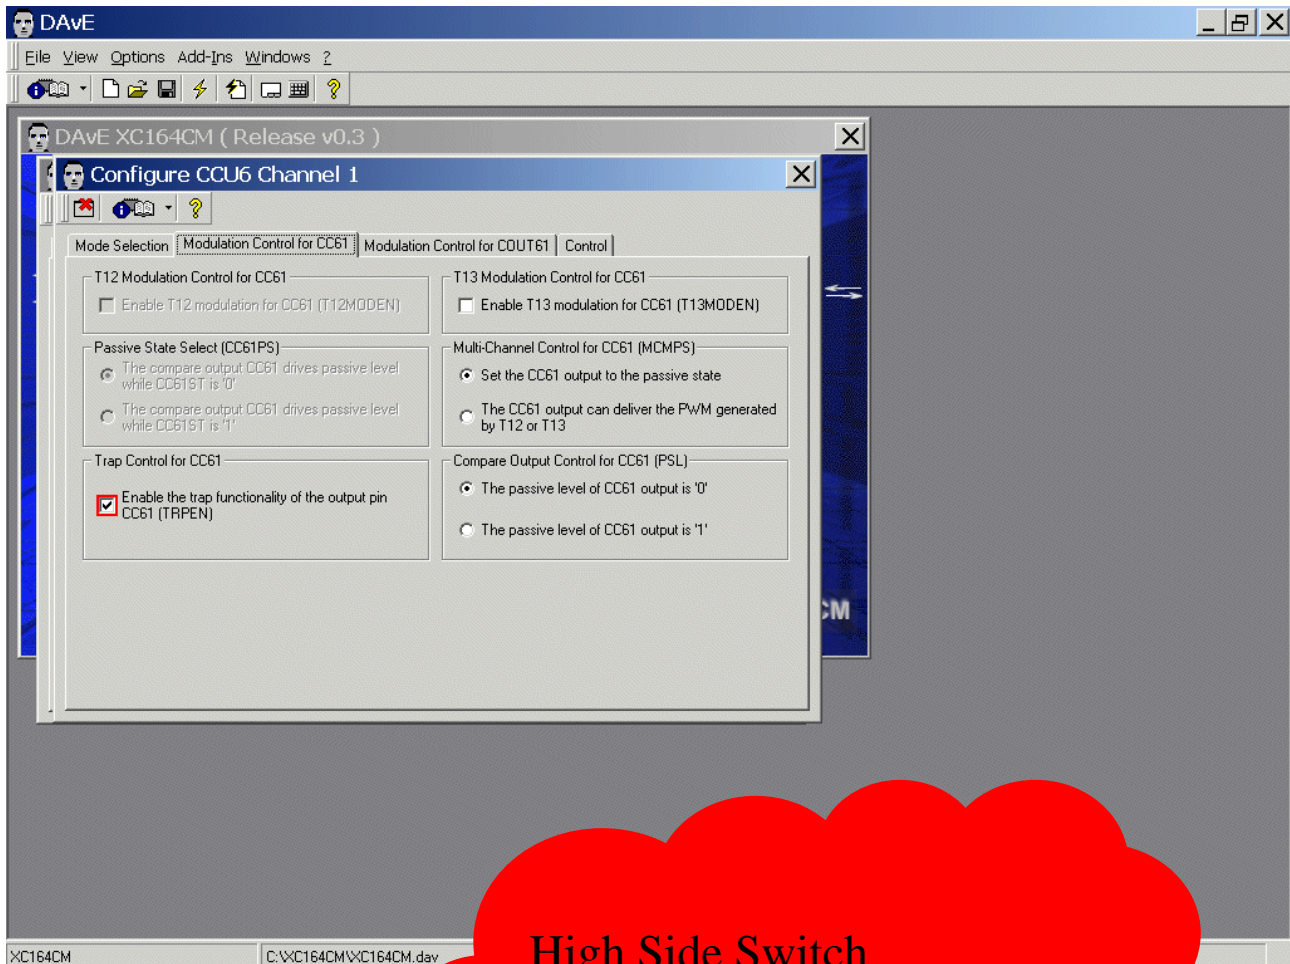 DAvE
File View Options Add-Ins Windows ?
DAvE XC164CM ( Release v0.3 )
Configure CCU6 Channel 1
Mode Selection Modulation Control for CC61 Modulation Control for COUT61 Control
T12 Modulation Control for CC61
Enable T12 modulation for CC61 (T12MODEN)
T13 Modulation Control for CC61
Enable T13 modulation for CC61 (T13MODEN)
Passive State Select (CC61PS)
The compare output CC61 drives passive level
while CC61ST is '0'
The compare output CC61 drives passive level
while CC61ST is '1'
Multi-Channel Control for CC61 (MCMPS)
Set the CC61 output to the passive state
The CC61 output can deliver the PWM generated
by T12 or T13
Trap Control for CC61
Enable the trap functionality of the output pin
CC61 (TRPEN)
Compare Output Control for CC61 (PSL)
The passive level of CC61 output is '0'
The passive level of CC61 output is '1'
CM
High Side Switch
XC164CM
C:\XC164CM\XC164CM.dav